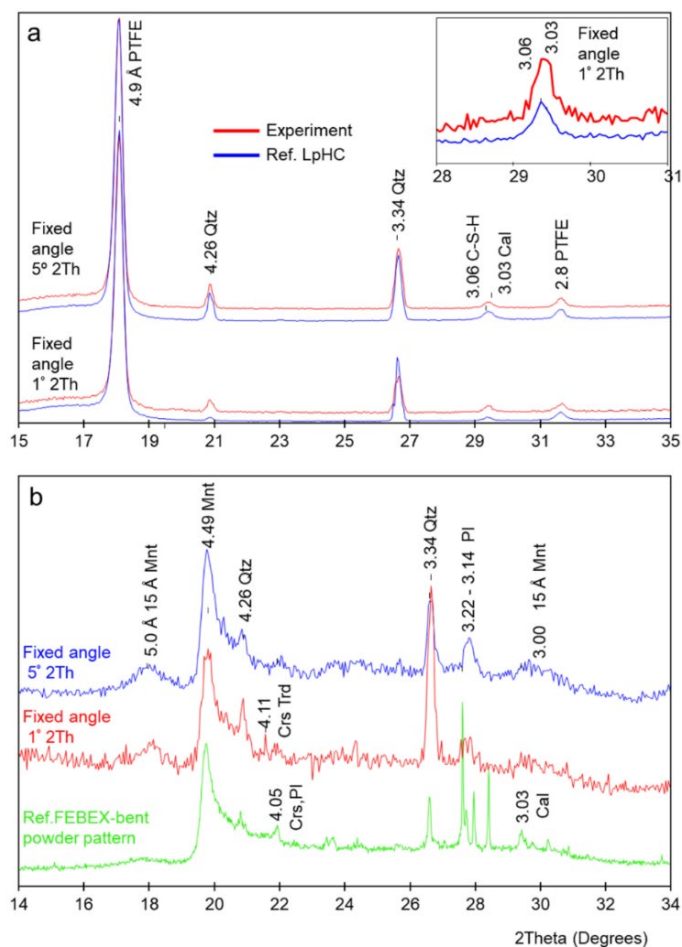 a
4.9 Å PTFE
Experiment
Ref. LpHC
3.06
3.03
Fixed
angle
1° 2Th
28
29
30
31
Fixed
angle
5º 2Th
4.26 Qtz
3.34 Qtz
3.06 C-S-H
3.03 Cal
2.8 PTFE
Fixed
angle
1° 2Th
15
17
19
21
23
25
27
29
31
33
35
b
5.0 Å 15 Å Mnt
4.49 Mnt
4.26 Qtz
3.34 Qtz
3.22 - 3.14 Pl
3.00 15 Å Mnt
Fixed angle
5° 2Th
Fixed angle
1° 2Th
4.11
Crs Trd
Ref.FEBEX-bent
powder pattern
4.05
Crs,Pl
3.03
Cal
14
16
18
20
22
24
26
28
30
32
34
2Theta (Degrees)